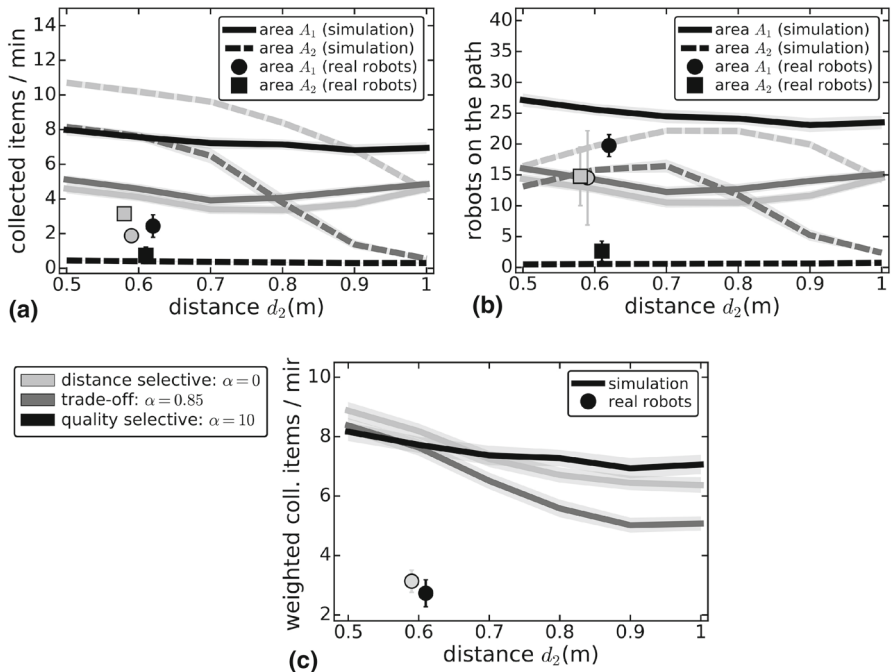 14
12
10
8
6
4
2
0
collected items / min
area A₁ (simulation)
area A₂ (simulation)
area A₁ (real robots)
area A₂ (real robots)
0.5 0.6 0.7 0.8 0.9 1
distance d₂(m)
(a)
40
35
30
25
20
15
10
5
0
robots on the path
area A₁ (simulation)
area A₂ (simulation)
area A₁ (real robots)
area A₂ (real robots)
0.5 0.6 0.7 0.8 0.9 1
distance d₂(m)
(b)
distance selective: α=0
trade-off: α=0.85
quality selective: α=10
10
8
6
4
2
weighted coll. items / mir
simulation
real robots
0.5 0.6 0.7 0.8 0.9 1
distance d₂(m)
(c)